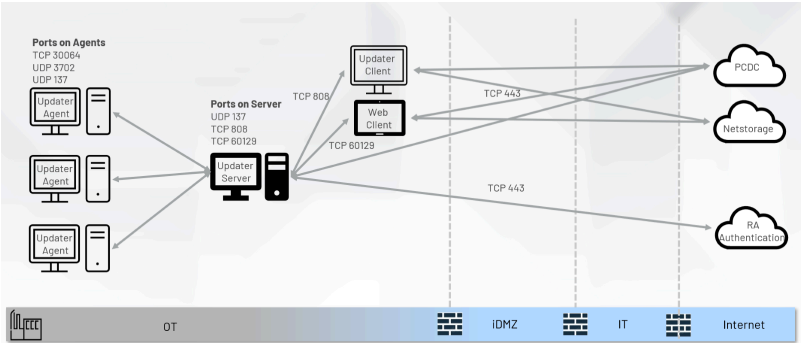 Ports on Agents
TCP 30064
UDP 3702
UDP 137
Updater
Agent
Updater
Agent
Updater
Agent
Ports on Server
UDP 137
TCP 808
TCP 60129
Updater
Server
TCP 808
TCP 60129
Updater
Client
Web
Client
TCP 443
TCP 443
PCDC
Netstorage
RA
Authentication
OT
iDMZ
IT
Internet